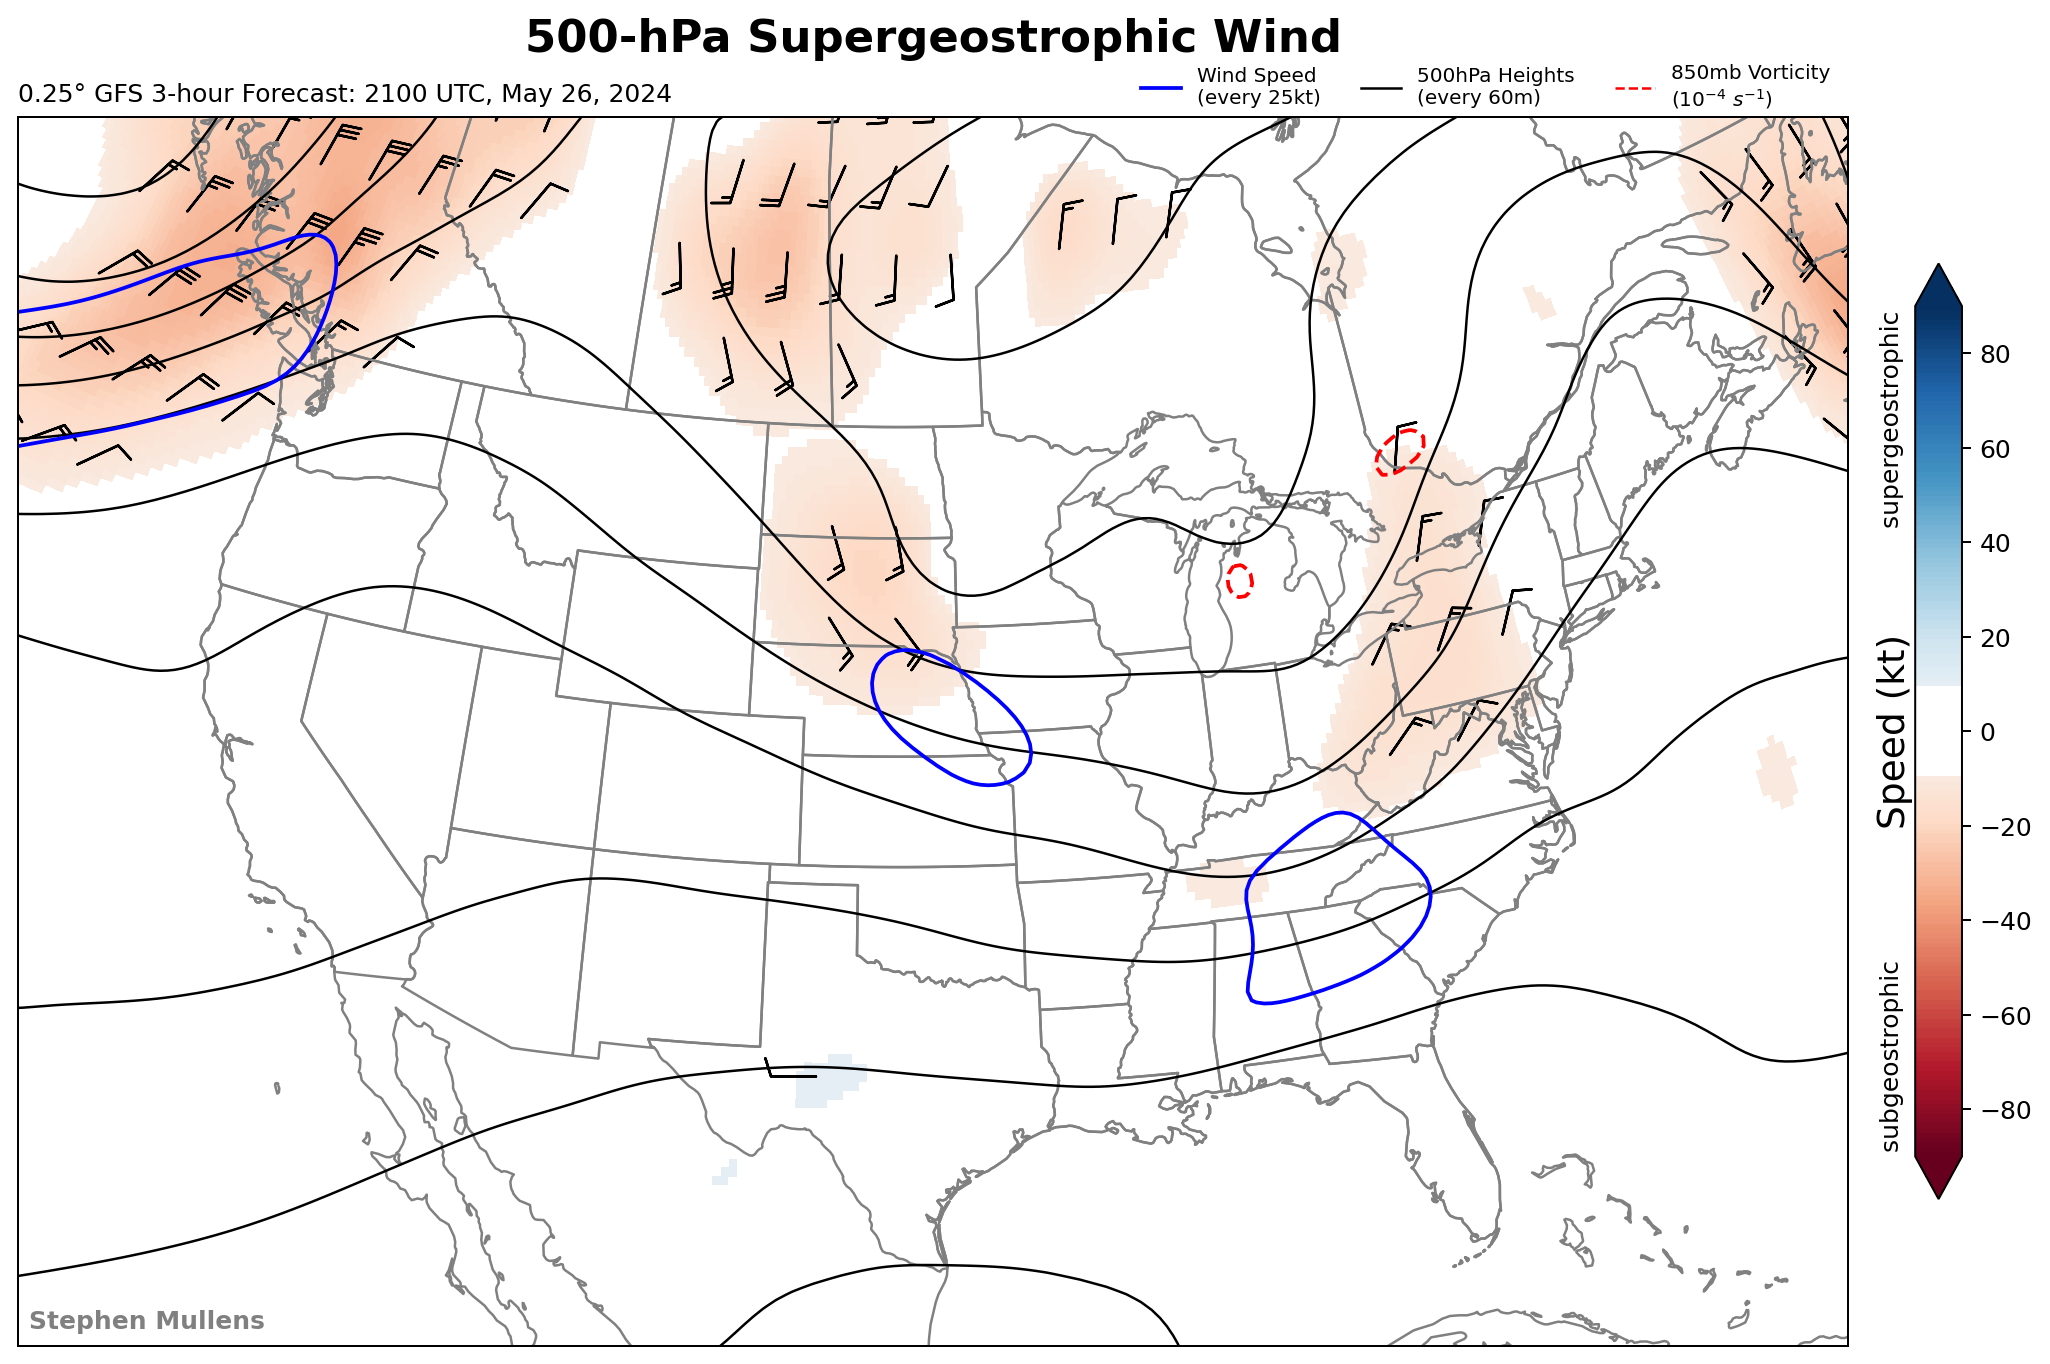 500-hPa Supergeostrophic Wind
0.25° GFS 3-hour Forecast: 2100 UTC, May 26, 2024
Wind Speed
(every 25kt)
500hPa Heights
(every 60m)
850mb Vorticity
(10⁻⁴ s⁻¹)
supergeostrophic
Speed (kt)
subgeostrophic
80
60
40
20
0
−20
−40
−60
−80
Stephen Mullens